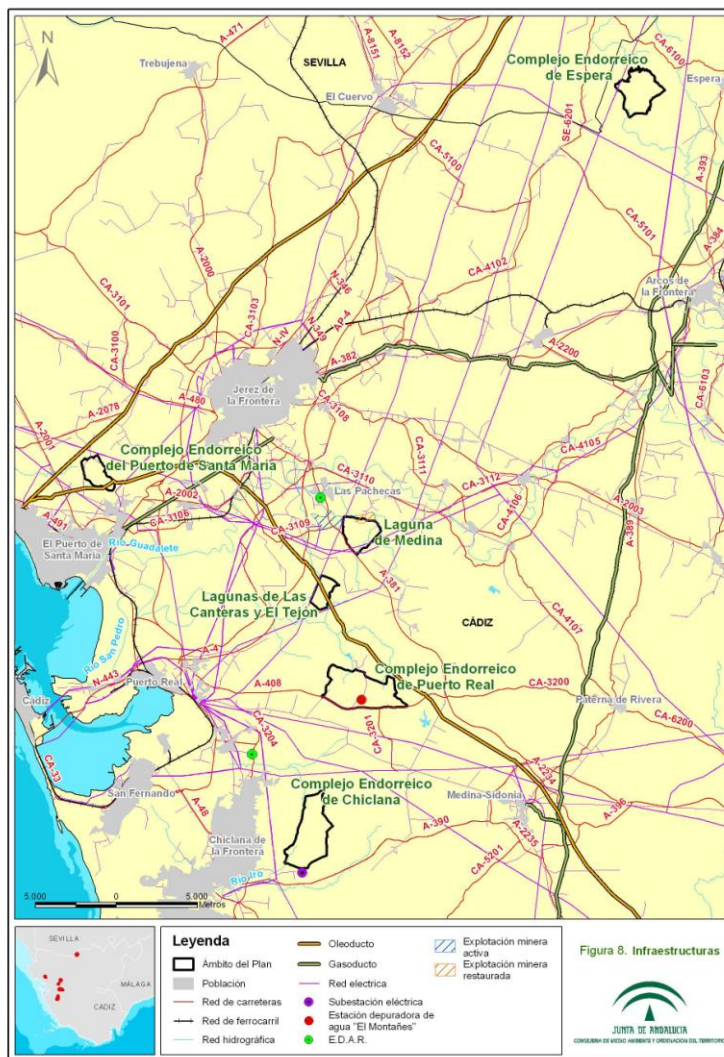 N
A-471
A-8151
A-8152
SEVILLA
Trebujena
El Cuervo
Complejo Endorreico
de Espera
CA-6100
Espera
SE-6201
CA-5100
A-393
CA-5101
A-384
A-2000
CA-3101
CA-3103
N-346
CA-4102
Arcos de
la Frontera
CA-3100
N-IV
N-349
AP-4
A-382
A-2200
Jerez de
la Frontera
A-480
CA-3108
CA-6103
A-2078
A-2001
Complejo Endorreico
del Puerto de Santa María
CA-3110
CA-3111
CA-4105
Las Pachecas
CA-3112
A-2002
CA-4106
A-2003
A-491
CA-3106
CA-3109
Laguna
de Medina
A-389
El Puerto de
Santa María
Río Guadalete
A-381
Lagunas de Las
Canteras y El Tejón
CÁDIZ
CA-4107
Río San Pedro
A-4
N-443
Puerto Real
A-408
Complejo Endorreico
de Puerto Real
CA-3200
Cádiz
CA-3201
Paterna de Rivera
CA-6200
CA-3204
CA-33
San Fernando
Complejo Endorreico
de Chiclana
A-2234
Medina-Sidonia
A-396
A-48
A-390
A-2235
Chiclana de
la Frontera
CA-5201
Río Iro
5.000 0 5.000
Metros
SEVILLA
MÁLAGA
CÁDIZ
Leyenda
Ámbito del Plan
Población
Red de carreteras
Red de ferrocarril
Red hidrográfica
Oleoducto
Gasoducto
Red electrica
Subestación eléctrica
Estación depuradora de
agua "El Montañes"
E.D.A.R.
Explotación minera
activa
Explotación minera
restaurada
Figura 8. Infraestructuras
JUNTA DE ANDALUCIA
CONSEJERIA DE MEDIO AMBIENTE Y ORDENACIÓN DEL TERRITORIO